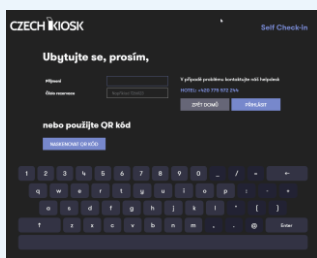 CZECH KIOSK
Self Check-in
Ubytujte se, prosím,
Příjmení
Číslo rezervace
V případě problému kontaktujte náš helpdesk
ZPĚT DOMŮ
PŘIHLÁSIT
nebo použijte QR kód
NASKENOVAT QR KÓD
1 2 3 4 5 6 7 8 9 0 _ / - ←
q w e r t y u i o p : - +
a s d f g h j k l ' ( )
↑ z x c v b n m , . @ Enter